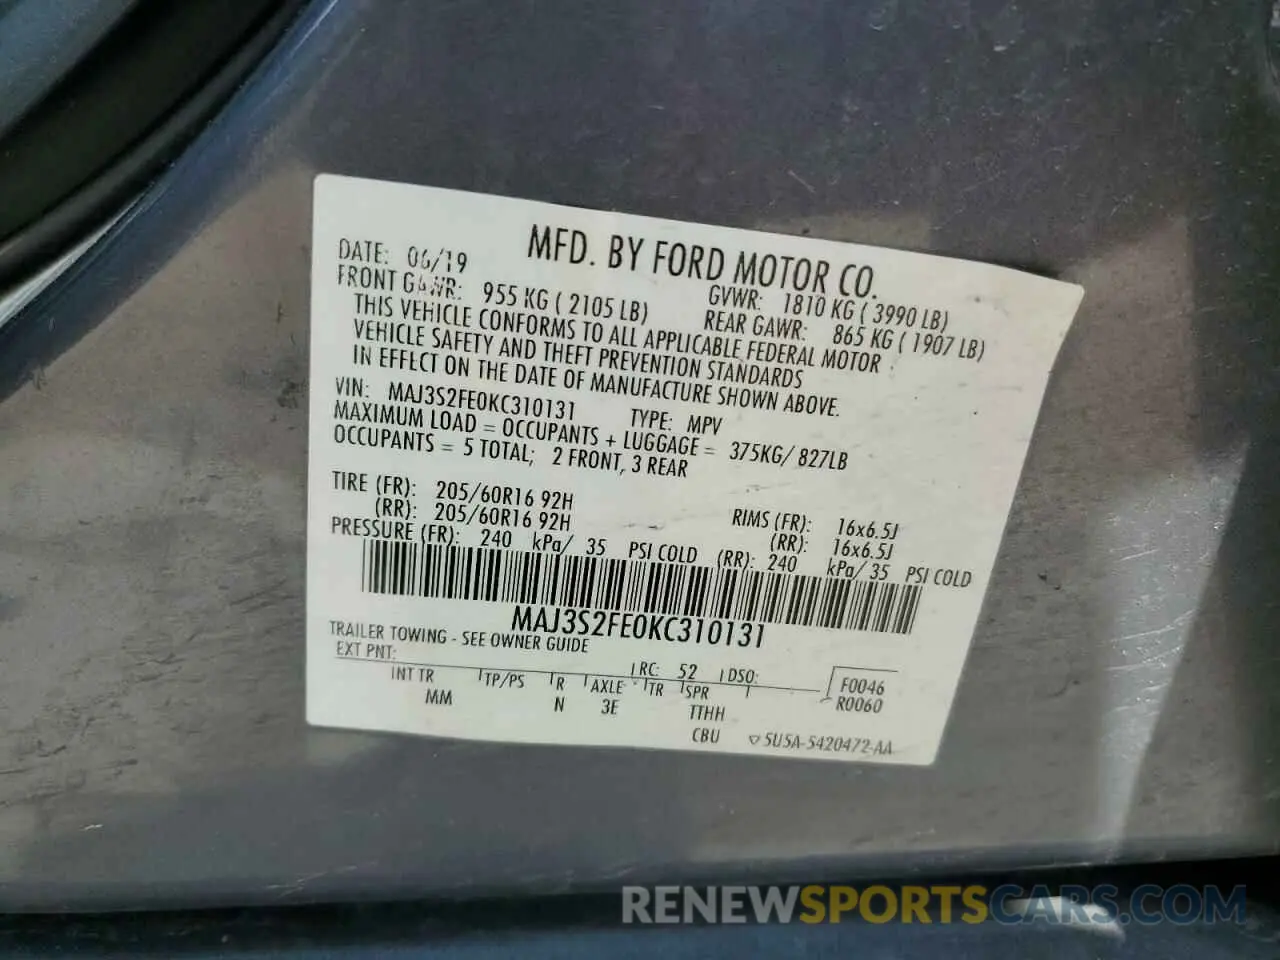 MFD. BY FORD MOTOR CO.
DATE: 06/19
GVWR: 1810 KG ( 3990 LB)
FRONT GAWR: 955 KG ( 2105 LB)
REAR GAWR: 865 KG ( 1907 LB)
THIS VEHICLE CONFORMS TO ALL APPLICABLE FEDERAL MOTOR
VEHICLE SAFETY AND THEFT PREVENTION STANDARDS
IN EFFECT ON THE DATE OF MANUFACTURE SHOWN ABOVE.
VIN: MAJ3S2FE0KC310131 TYPE: MPV
MAXIMUM LOAD = OCCUPANTS + LUGGAGE = 375KG/ 827LB
OCCUPANTS = 5 TOTAL; 2 FRONT, 3 REAR
TIRE (FR): 205/60R16 92H RIMS (FR): 16x6.5J
(RR): 205/60R16 92H (RR): 16x6.5J
PRESSURE (FR): 240 kPa/ 35 PSI COLD (RR): 240 kPa/ 35 PSI COLD
MAJ3S2FE0KC310131
TRAILER TOWING - SEE OWNER GUIDE
EXT PNT: RC: 52 DSO:
INT TR TP/PS R AXLE TR SPR F0046
MM N 3E TTHH R0060
CBU ▽ 5U5A-5420472-AA
RENEWSPORTSCARS.COM